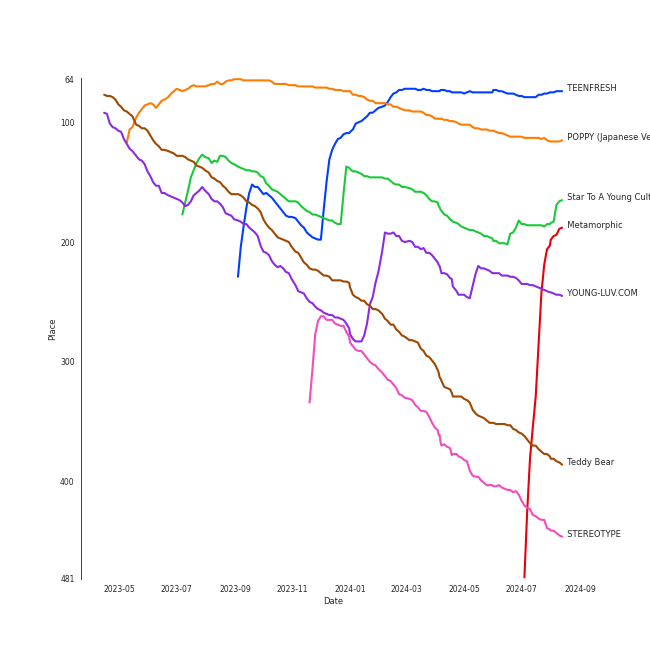 64
100
200
300
400
481
Place
2023-05
2023-07
2023-09
2023-11
2024-01
2024-03
2024-05
2024-07
2024-09
Date
TEENFRESH
POPPY (Japanese Ve
Star To A Young Cult
Metamorphic
YOUNG-LUV.COM
Teddy Bear
STEREOTYPE